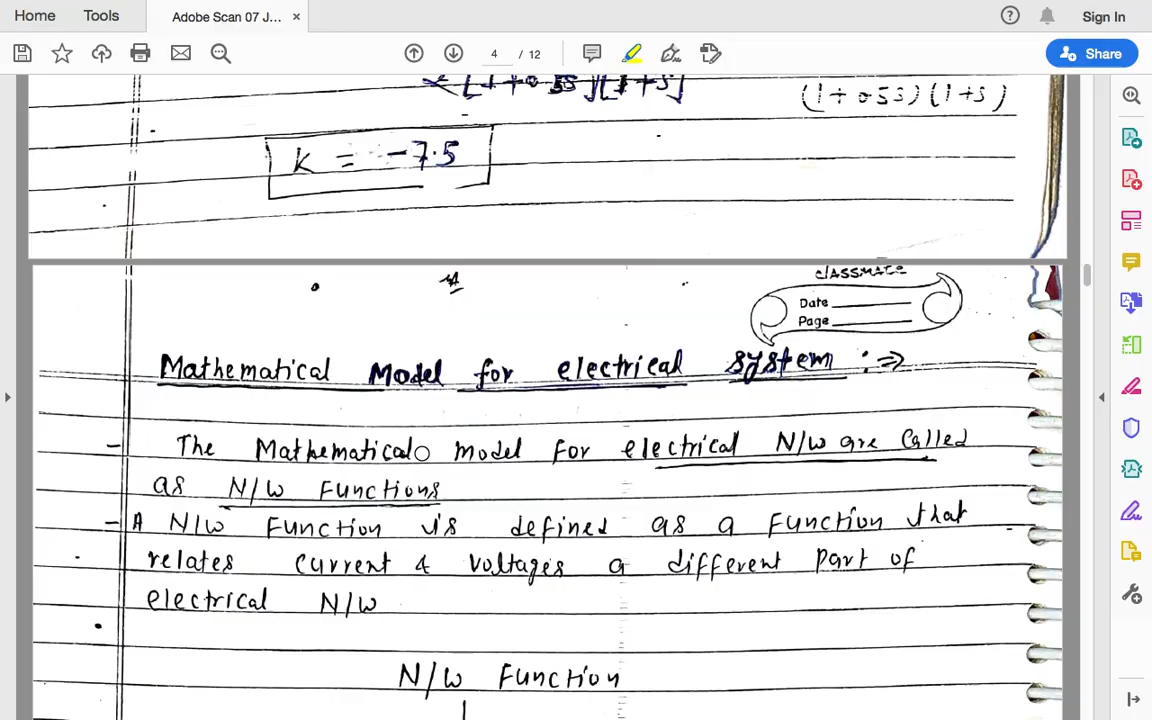 Home Tools Adobe Scan 07 J... × Sign In
4 / 12 Share
(1+0.5s)(1+s)
K = -7.5
CLASSMATE
Date
Page
Mathematical Model for electrical system :⇒
- The Mathematical model for electrical N/w are called
as N/w Functions
- A N/w Function is defined as a Function that
relates current & voltages a different part of
electrical N/w
N/w Function